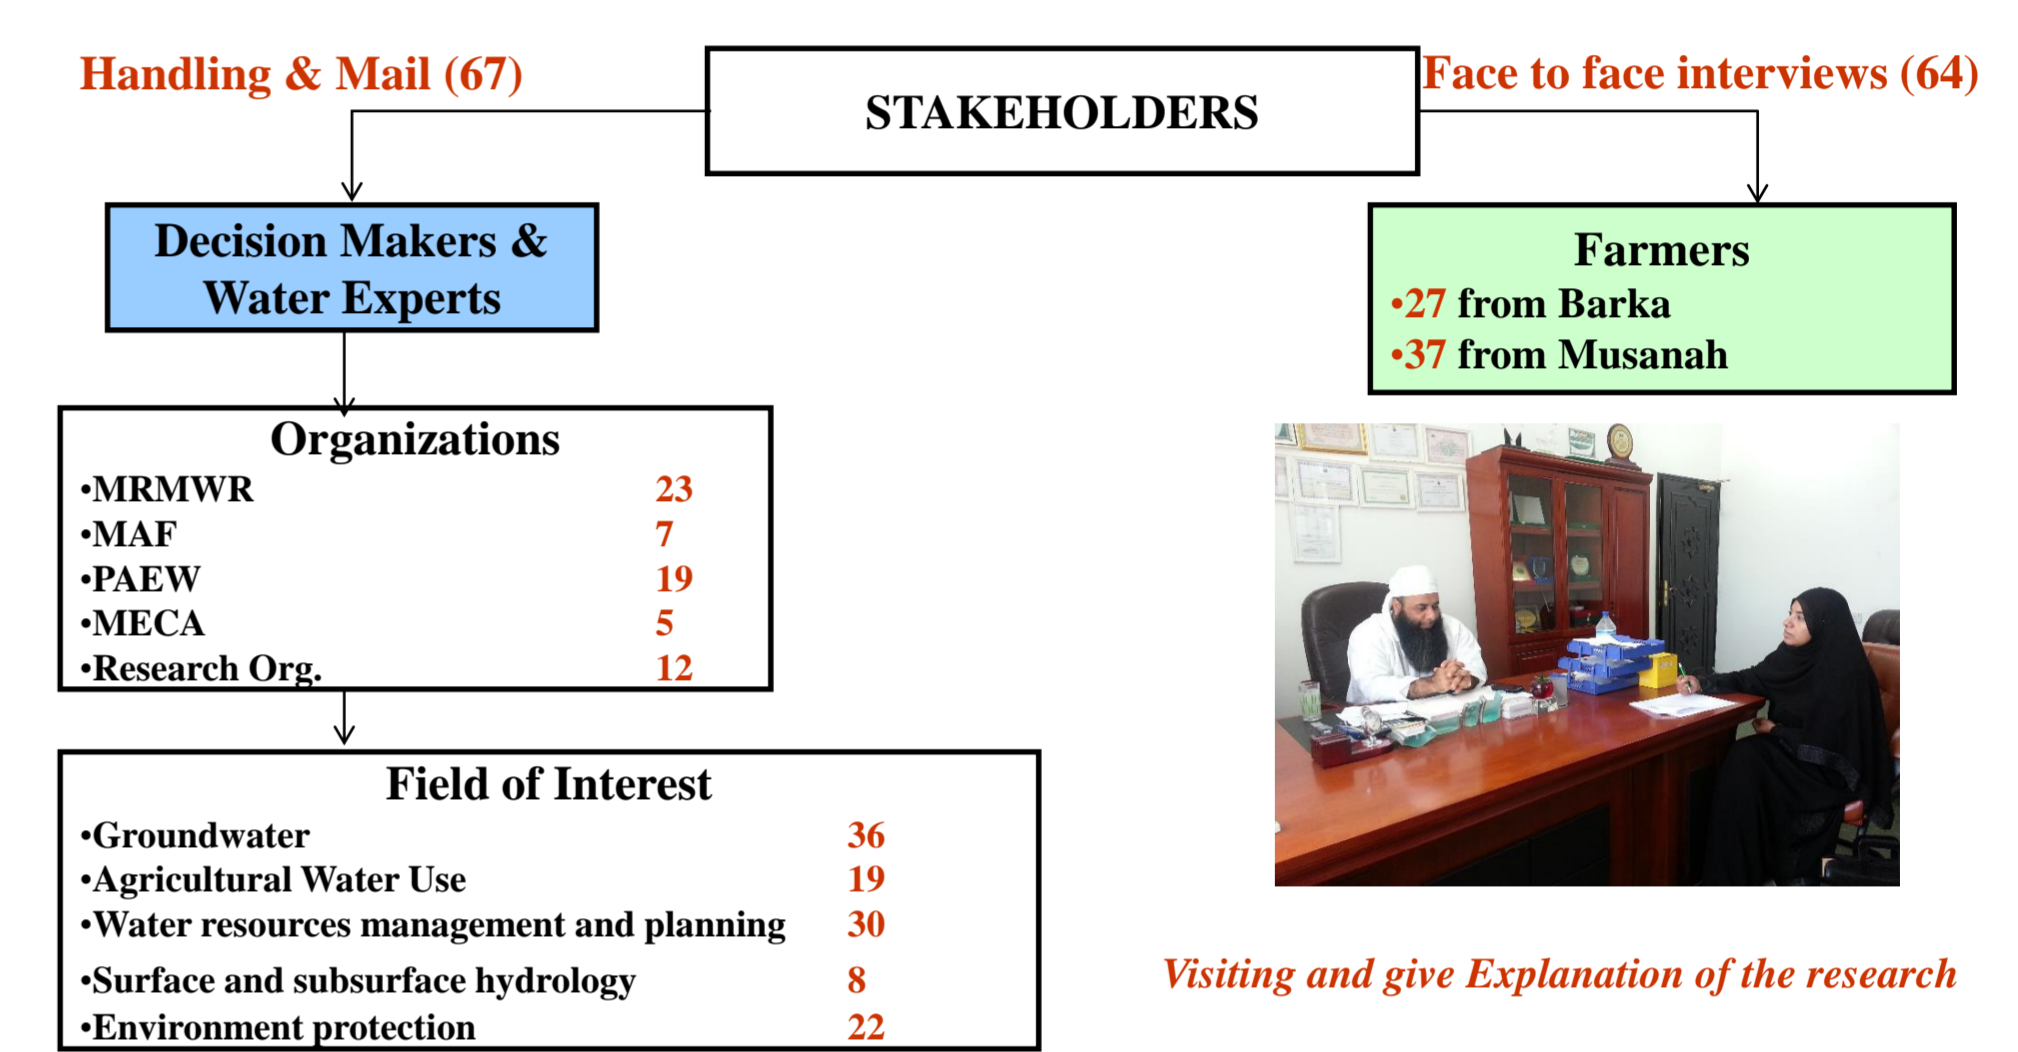 Handling & Mail (67)
STAKEHOLDERS
Face to face interviews (64)
Decision Makers &
Water Experts
Farmers
•27 from Barka
•37 from Musanah
Organizations
•MRMWR 23
•MAF 7
•PAEW 19
•MECA 5
•Research Org. 12
Field of Interest
•Groundwater 36
•Agricultural Water Use 19
•Water resources management and planning 30
•Surface and subsurface hydrology 8
•Environment protection 22
Visiting and give Explanation of the research